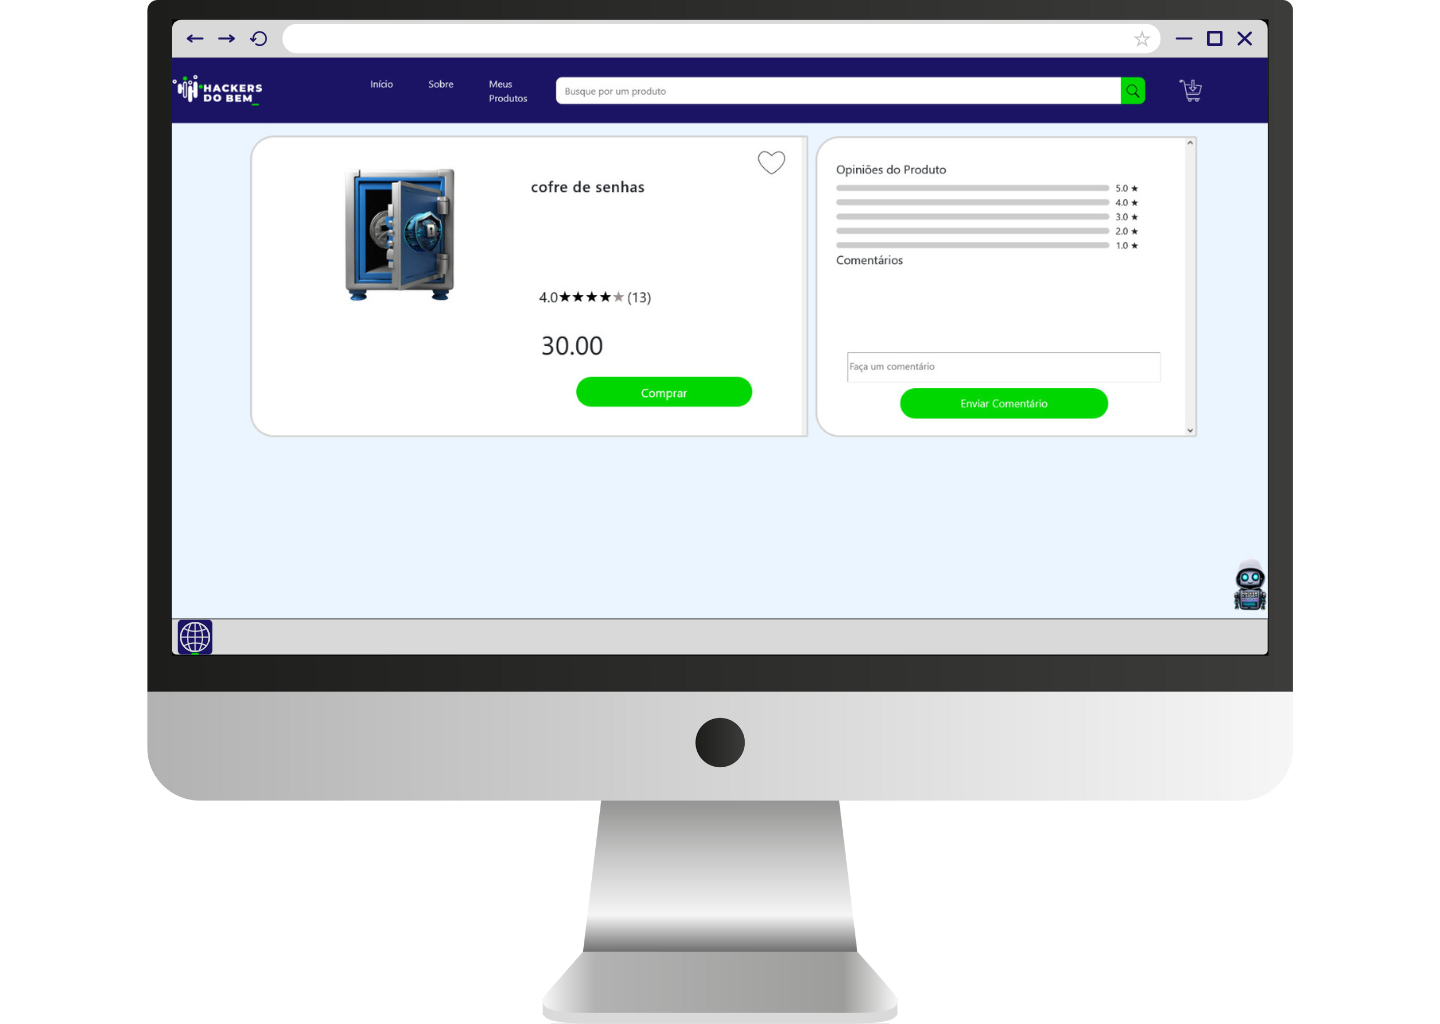 HACKERS
DO BEM_
Início
Sobre
Meus
Produtos
Busque por um produto
cofre de senhas
4.0★★★★★(13)
30.00
Comprar
Opiniões do Produto
5.0 ★
4.0 ★
3.0 ★
2.0 ★
1.0 ★
Comentários
Faça um comentário
Enviar Comentário